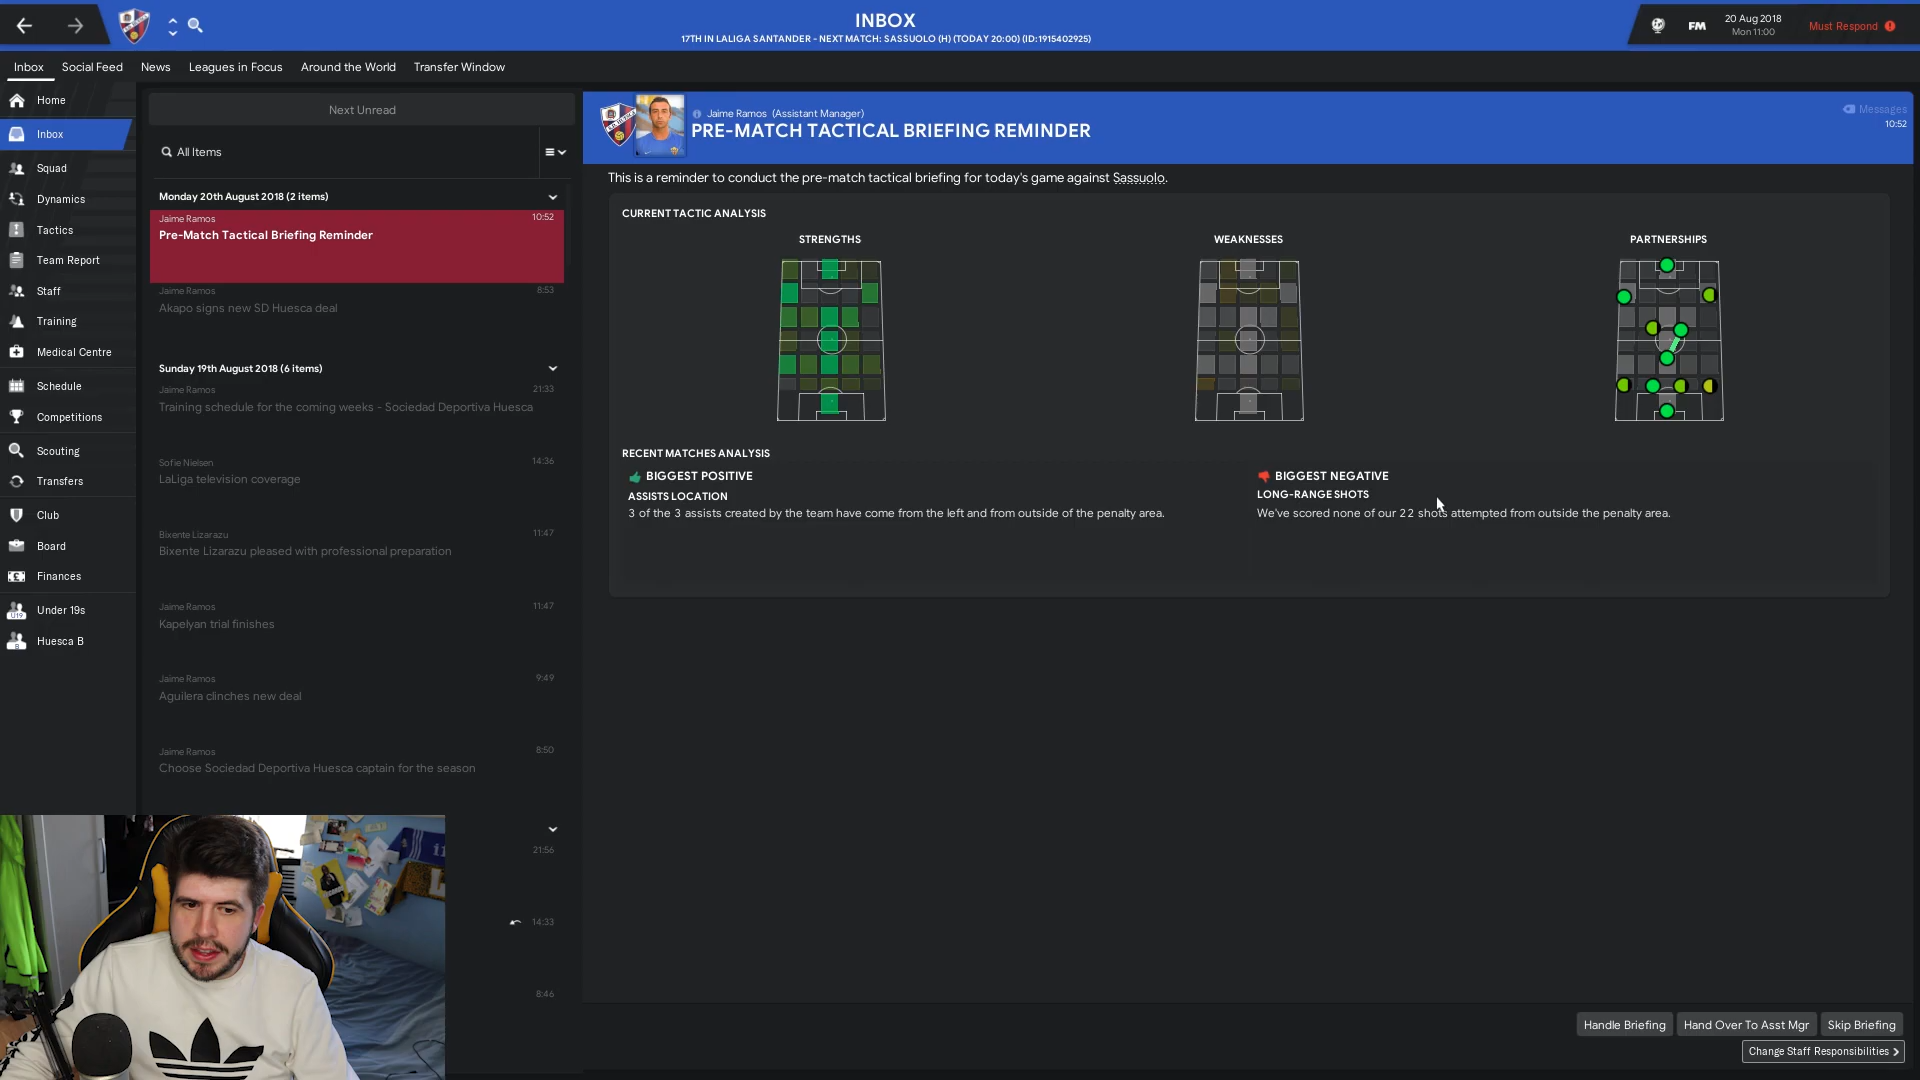 INBOX
17TH IN LALIGA SANTANDER - NEXT MATCH: SASSUOLO (H) (TODAY 20:00) (ID:1915402925)
FM
20 Aug 2018
Mon 11:00
Must Respond
Inbox
Social Feed
News
Leagues in Focus
Around the World
Transfer Window
Home
Inbox
Squad
Dynamics
Tactics
Team Report
Staff
Training
Medical Centre
Schedule
Competitions
Scouting
Transfers
Club
Board
Finances
Under 19s
Huesca B
Next Unread
All Items
Monday 20th August 2018 (2 items)
Jaime Ramos 10:52
Pre-Match Tactical Briefing Reminder
Jaime Ramos 8:53
Akapo signs new SD Huesca deal
Sunday 19th August 2018 (6 items)
Jaime Ramos 21:33
Training schedule for the coming weeks - Sociedad Deportiva Huesca
Sofie Nielsen 14:36
LaLiga television coverage
Bixente Lizarazu 11:47
Bixente Lizarazu pleased with professional preparation
Jaime Ramos 11:47
Kapelyan trial finishes
Jaime Ramos 9:49
Aguilera clinches new deal
Jaime Ramos 8:50
Choose Sociedad Deportiva Huesca captain for the season
21:56
14:33
8:46
Jaime Ramos (Assistant Manager)
PRE-MATCH TACTICAL BRIEFING REMINDER
Messages
10:52
This is a reminder to conduct the pre-match tactical briefing for today's game against Sassuolo.
CURRENT TACTIC ANALYSIS
STRENGTHS
WEAKNESSES
PARTNERSHIPS
RECENT MATCHES ANALYSIS
BIGGEST POSITIVE
ASSISTS LOCATION
3 of the 3 assists created by the team have come from the left and from outside of the penalty area.
BIGGEST NEGATIVE
LONG-RANGE SHOTS
We've scored none of our 22 shots attempted from outside the penalty area.
Handle Briefing
Hand Over To Asst Mgr
Skip Briefing
Change Staff Responsibilities